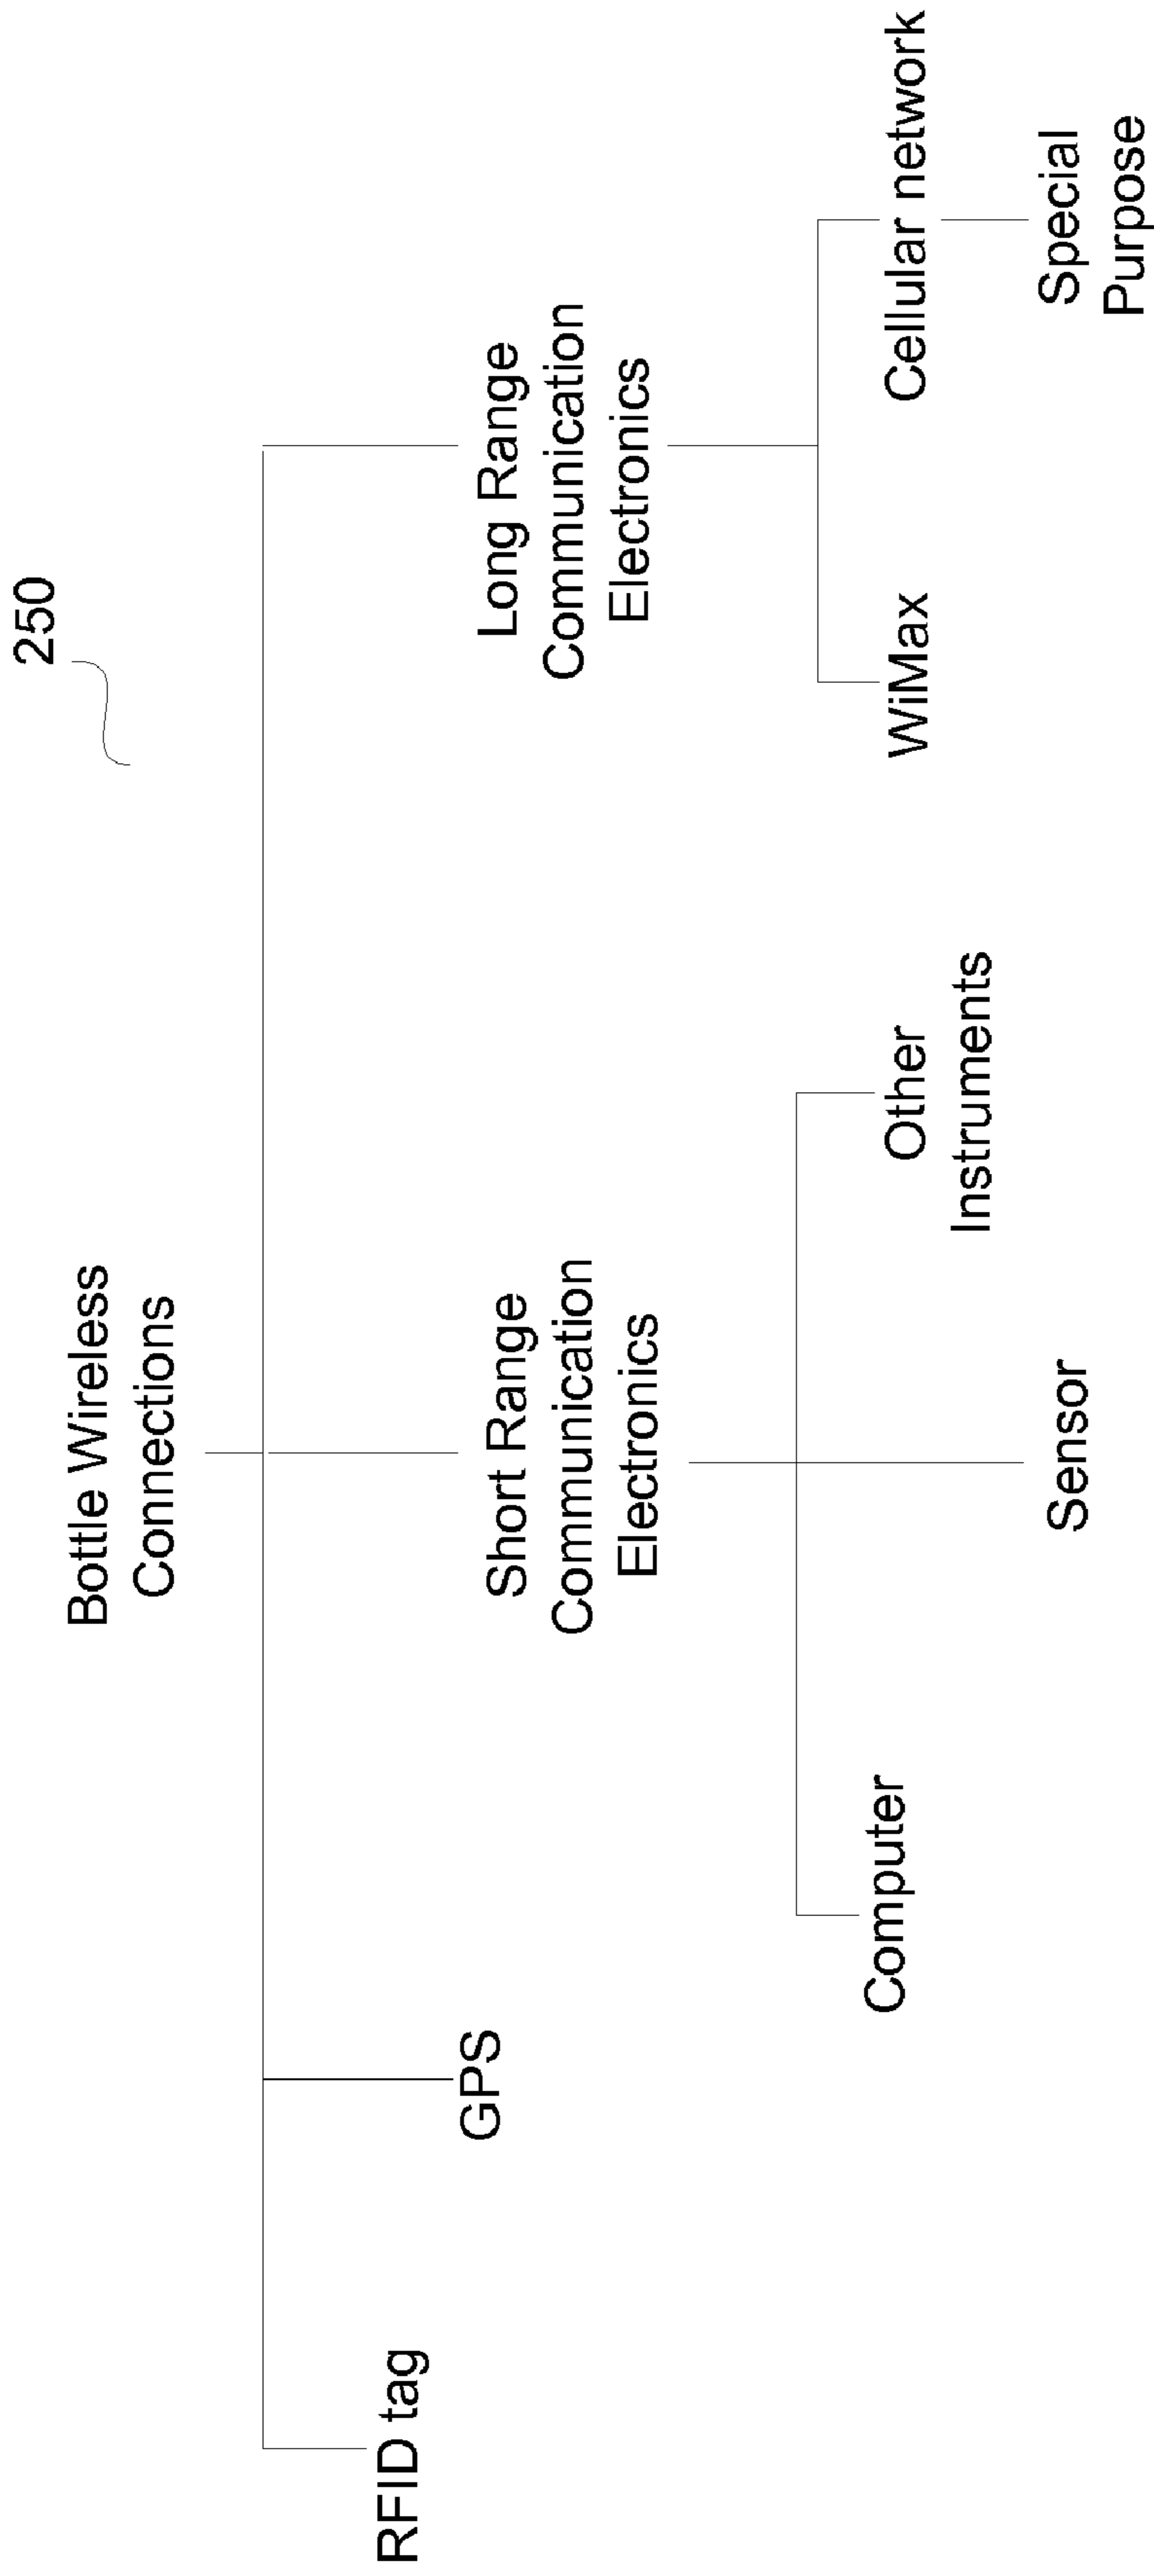 250
Bottle Wireless
Connections
RFID tag
GPS
Short Range
Communication
Electronics
Long Range
Communication
Electronics
Computer
Sensor
Other
Instruments
WiMax
Cellular network
Special
Purpose